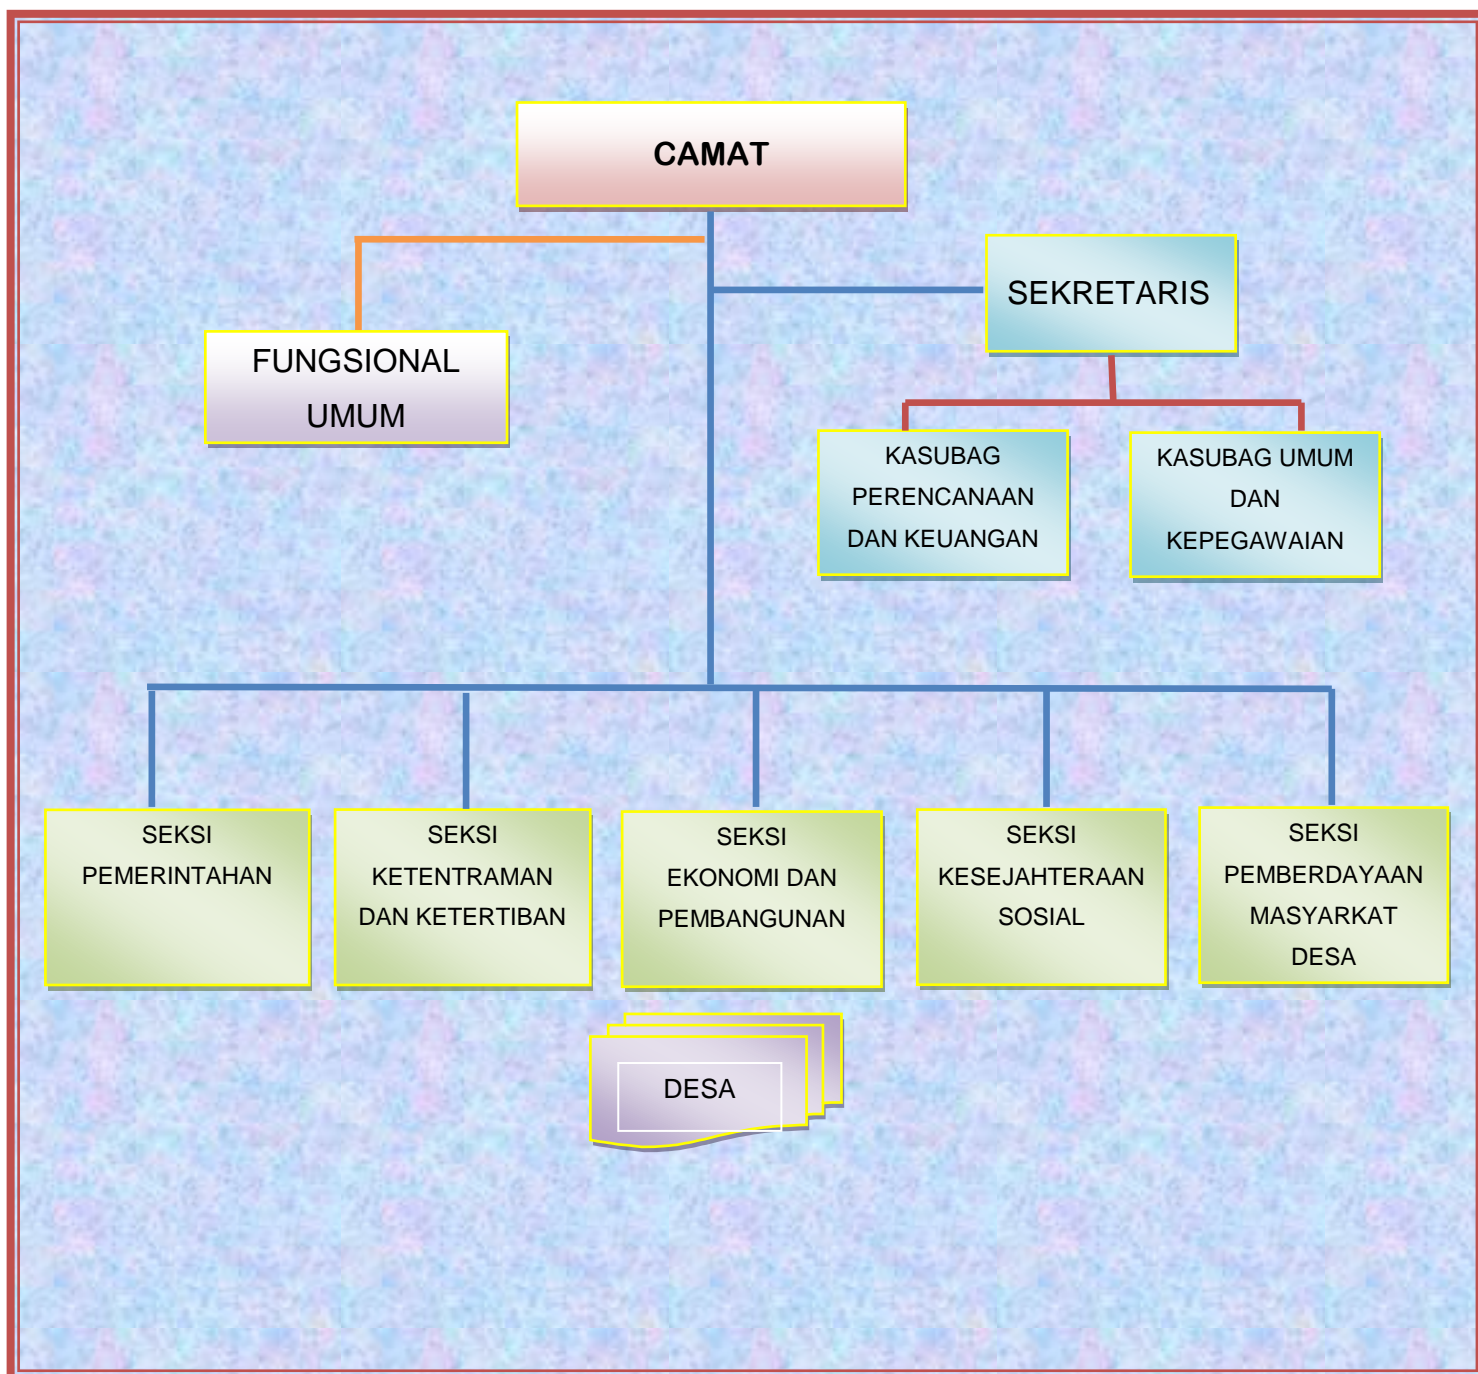 CAMAT
SEKRETARIS
FUNGSIONAL
UMUM
KASUBAG
PERENCANAAN
DAN KEUANGAN
KASUBAG UMUM
DAN
KEPEGAWAIAN
SEKSI
PEMERINTAHAN
SEKSI
KETENTRAMAN
DAN KETERTIBAN
SEKSI
EKONOMI DAN
PEMBANGUNAN
SEKSI
KESEJAHTERAAN
SOSIAL
SEKSI
PEMBERDAYAAN
MASYARKAT
DESA
DESA